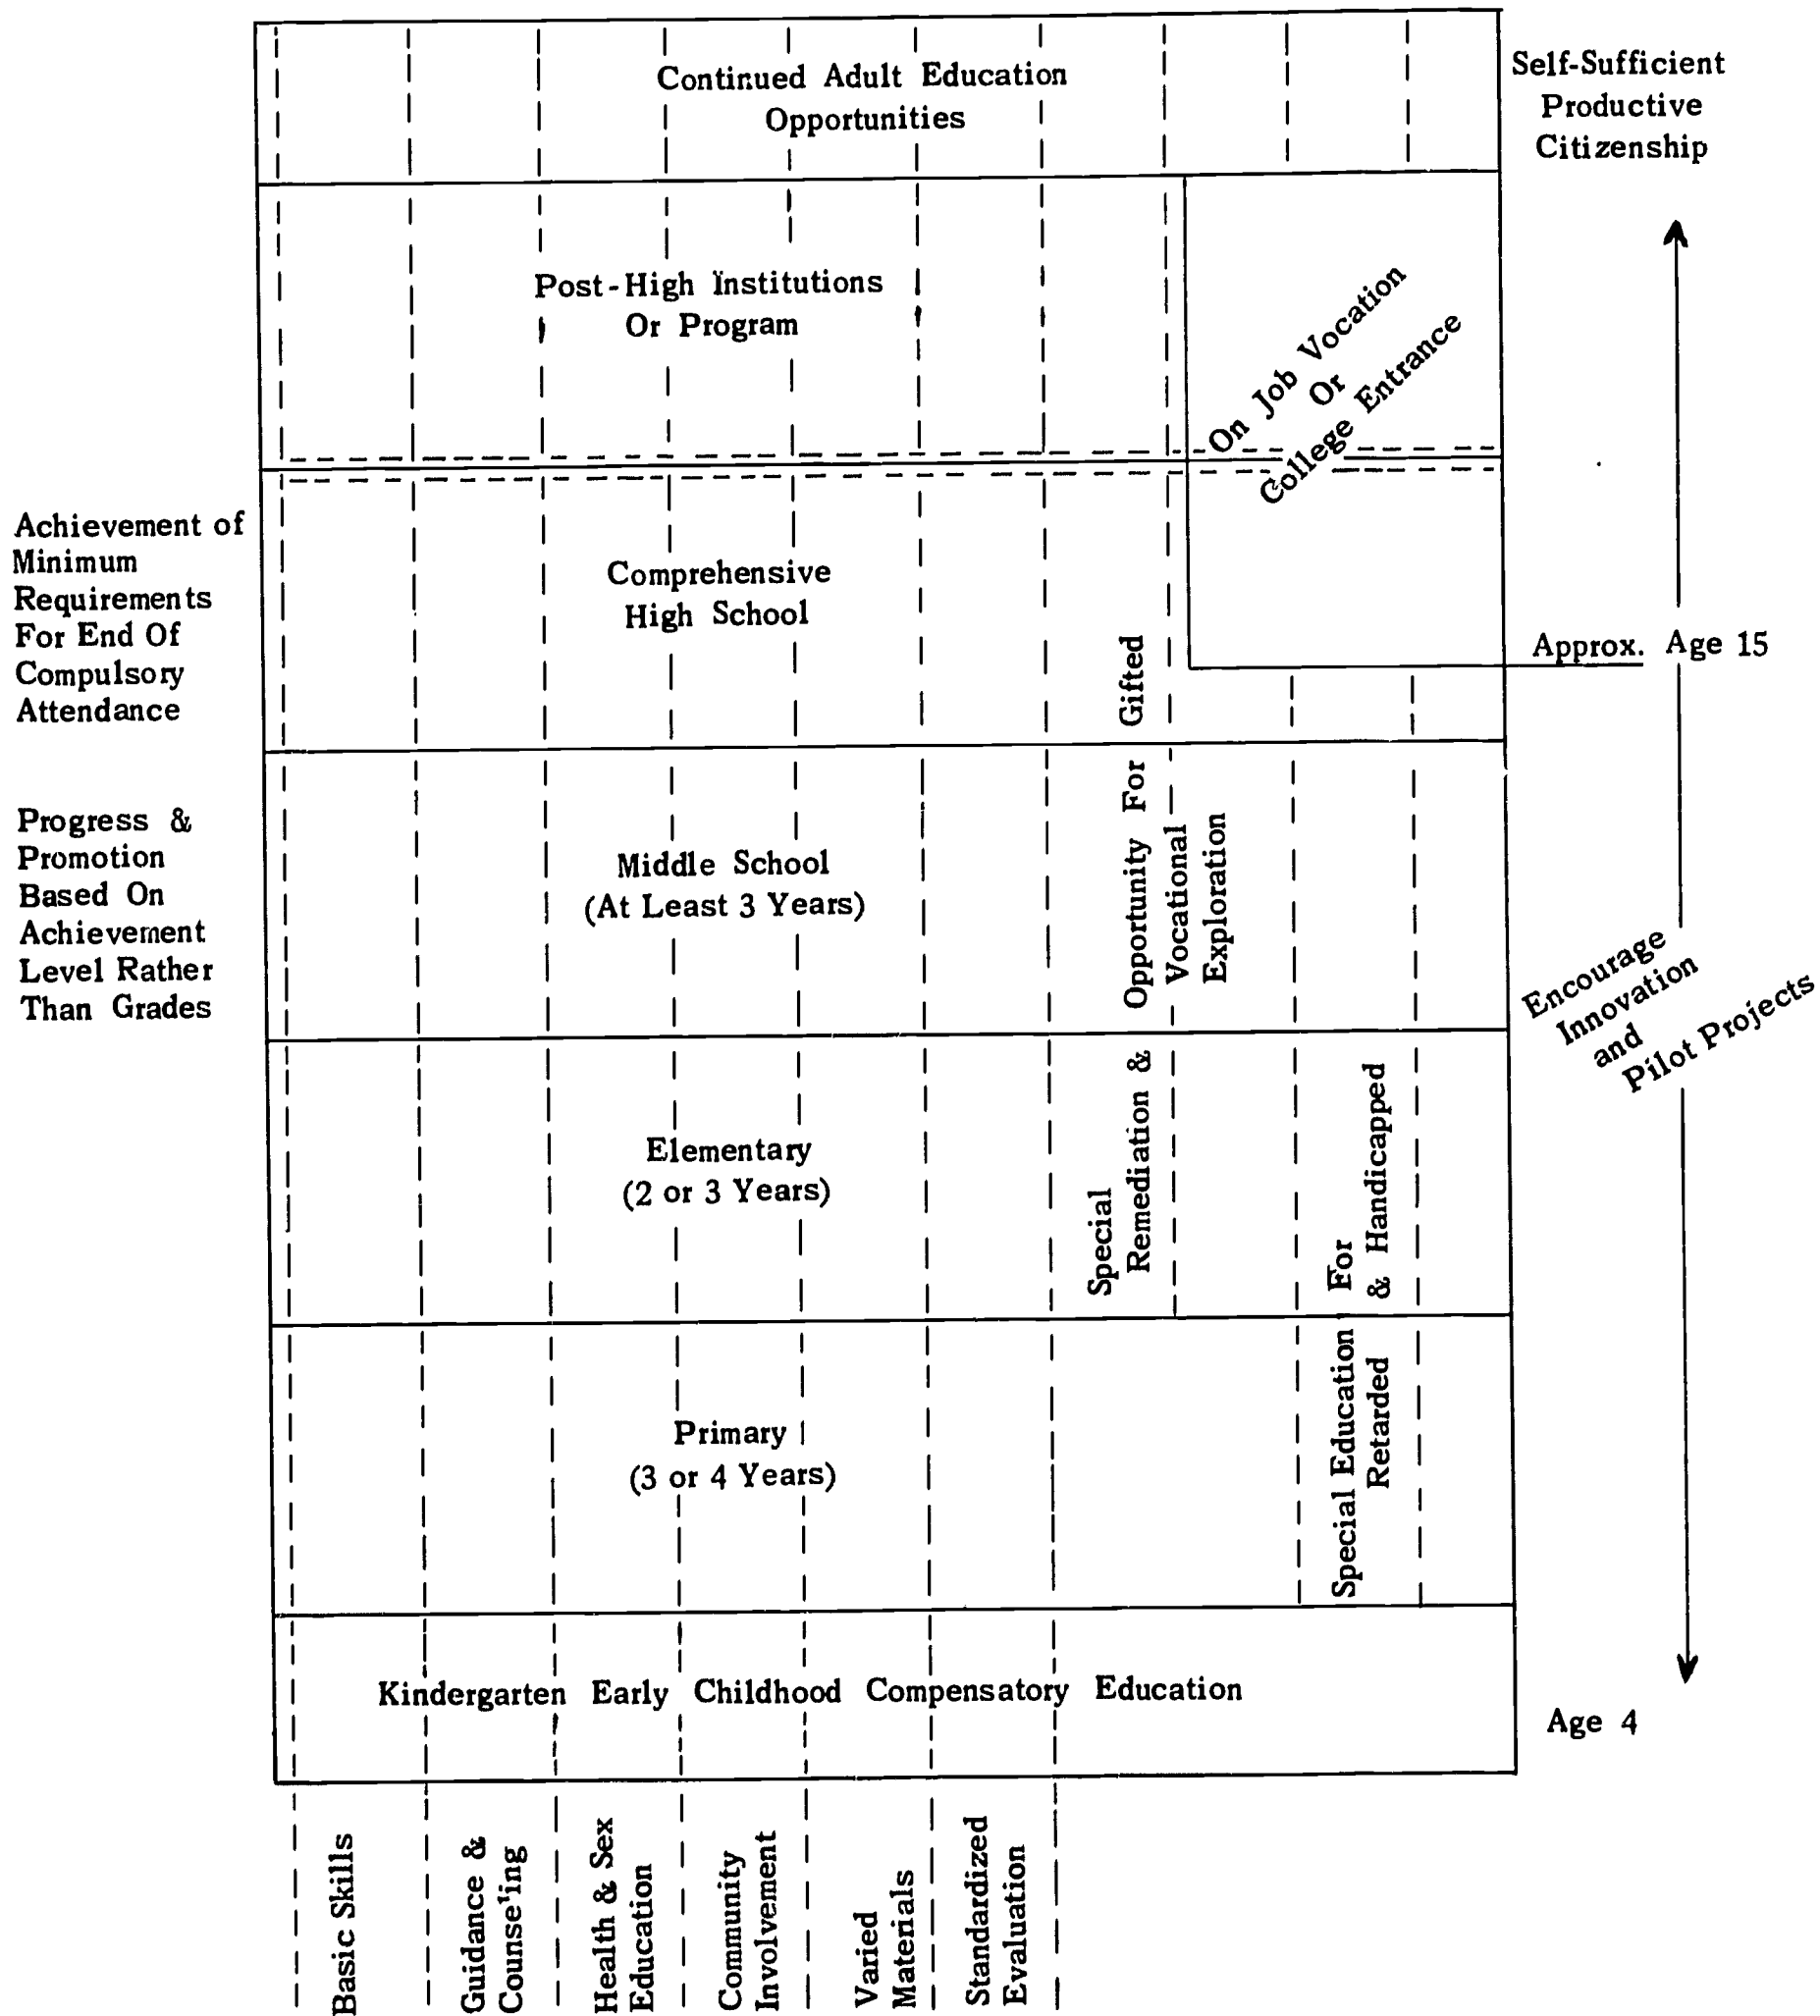 Continued Adult Education
Opportunities
Self-Sufficient
Productive
Citizenship
Post-High Institutions
Or Program
On Job Vocation
Or
College Entrance
Achievement of
Minimum
Requirements
For End Of
Compulsory
Attendance
Comprehensive
High School
Approx. Age 15
Progress &
Promotion
Based On
Achievement
Level Rather
Than Grades
Middle School
(At Least 3 Years)
Special
Remediation & Opportunity For Gifted
Vocational
Exploration
Encourage
Innovation
and
Pilot Projects
Elementary
(2 or 3 Years)
Special Education For
Retarded & Handicapped
Primary
(3 or 4 Years)
Kindergarten Early Childhood Compensatory Education
Age 4
Basic Skills
Guidance &
Counse'ing
Health & Sex
Education
Community
Involvement
Varied
Materials
Standardized
Evaluation